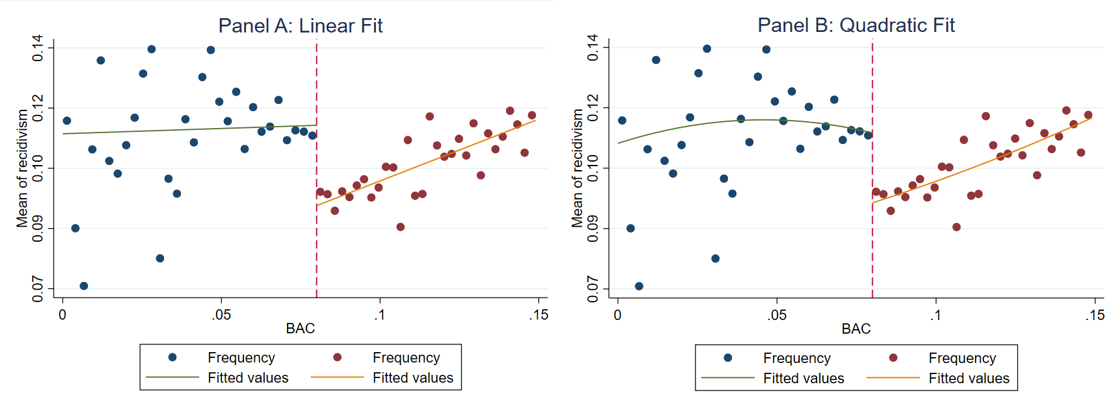 Panel A: Linear Fit
Mean of recidivism
0.14
0.12
0.10
0.09
0.07
0
.05
.1
.15
BAC
Frequency
Frequency
Fitted values
Fitted values
Panel B: Quadratic Fit
Mean of recidivism
0.14
0.12
0.10
0.09
0.07
0
.05
.1
.15
BAC
Frequency
Frequency
Fitted values
Fitted values